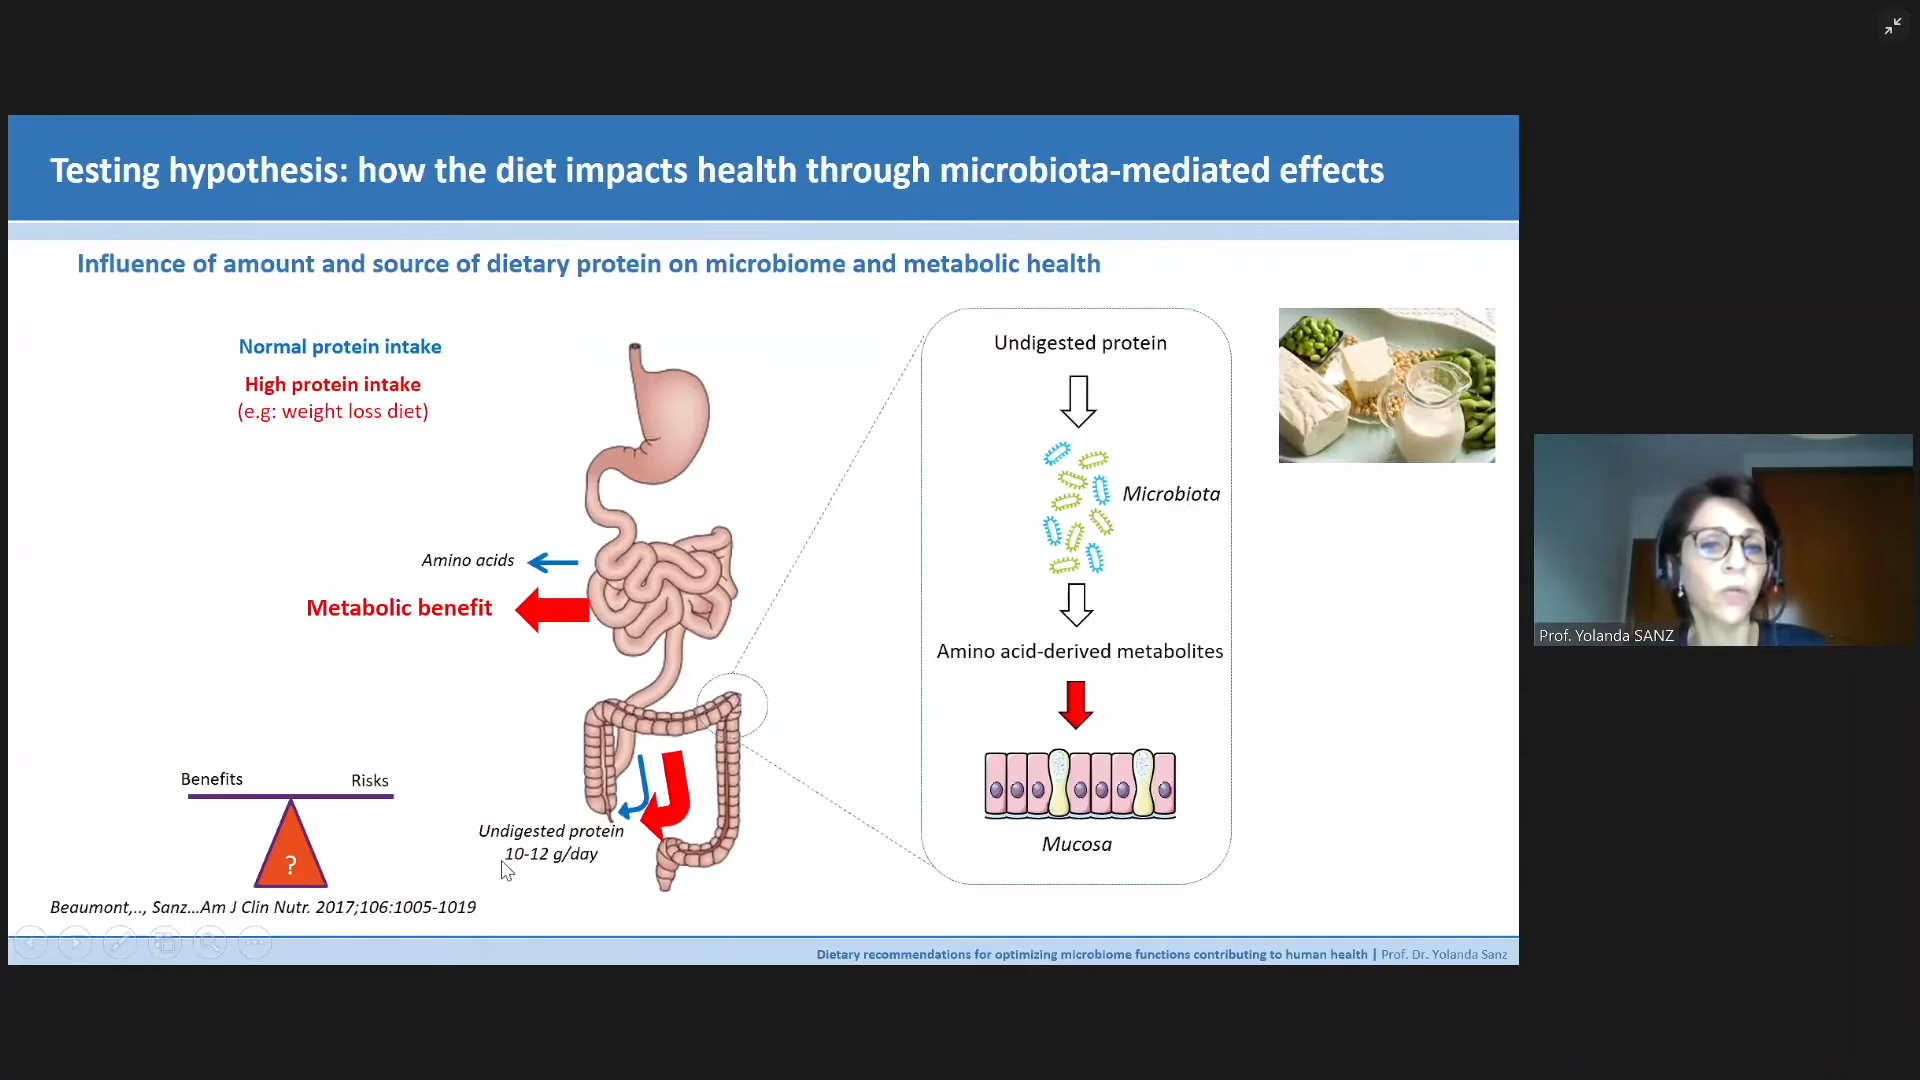 Testing hypothesis: how the diet impacts health through microbiota-mediated effects
Influence of amount and source of dietary protein on microbiome and metabolic health
Normal protein intake
High protein intake
(e.g: weight loss diet)
Amino acids
Metabolic benefit
Benefits
Risks
?
Undigested protein
10-12 g/day
Undigested protein
Microbiota
Amino acid-derived metabolites
Mucosa
Beaumont,.., Sanz...Am J Clin Nutr. 2017;106:1005-1019
Dietary recommendations for optimizing microbiome functions contributing to human health | Prof. Dr. Yolanda Sanz
Prof. Yolanda SANZ